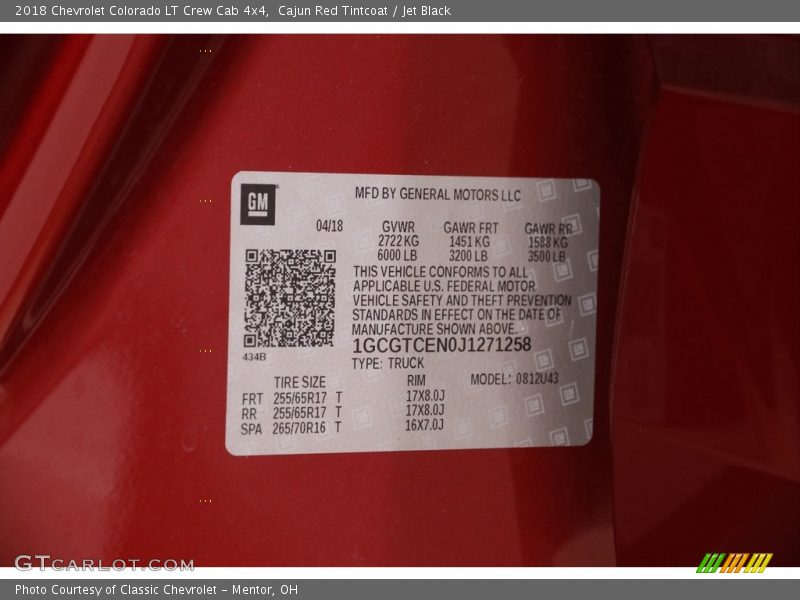 2018 Chevrolet Colorado LT Crew Cab 4x4, Cajun Red Tintcoat / Jet Black
GM
MFD BY GENERAL MOTORS LLC
04/18 GVWR GAWR FRT GAWR RR
2722 KG 1451 KG 1588 KG
6000 LB 3200 LB 3500 LB
THIS VEHICLE CONFORMS TO ALL
APPLICABLE U.S. FEDERAL MOTOR
VEHICLE SAFETY AND THEFT PREVENTION
STANDARDS IN EFFECT ON THE DATE OF
MANUFACTURE SHOWN ABOVE.
434B
1GCGTCEN0J1271258
TYPE: TRUCK
TIRE SIZE RIM MODEL: 0812U43
FRT 255/65R17 T 17X8.0J
RR 255/65R17 T 17X8.0J
SPA 265/70R16 T 16X7.0J
GTCARLOT.COM
Photo Courtesy of Classic Chevrolet - Mentor, OH